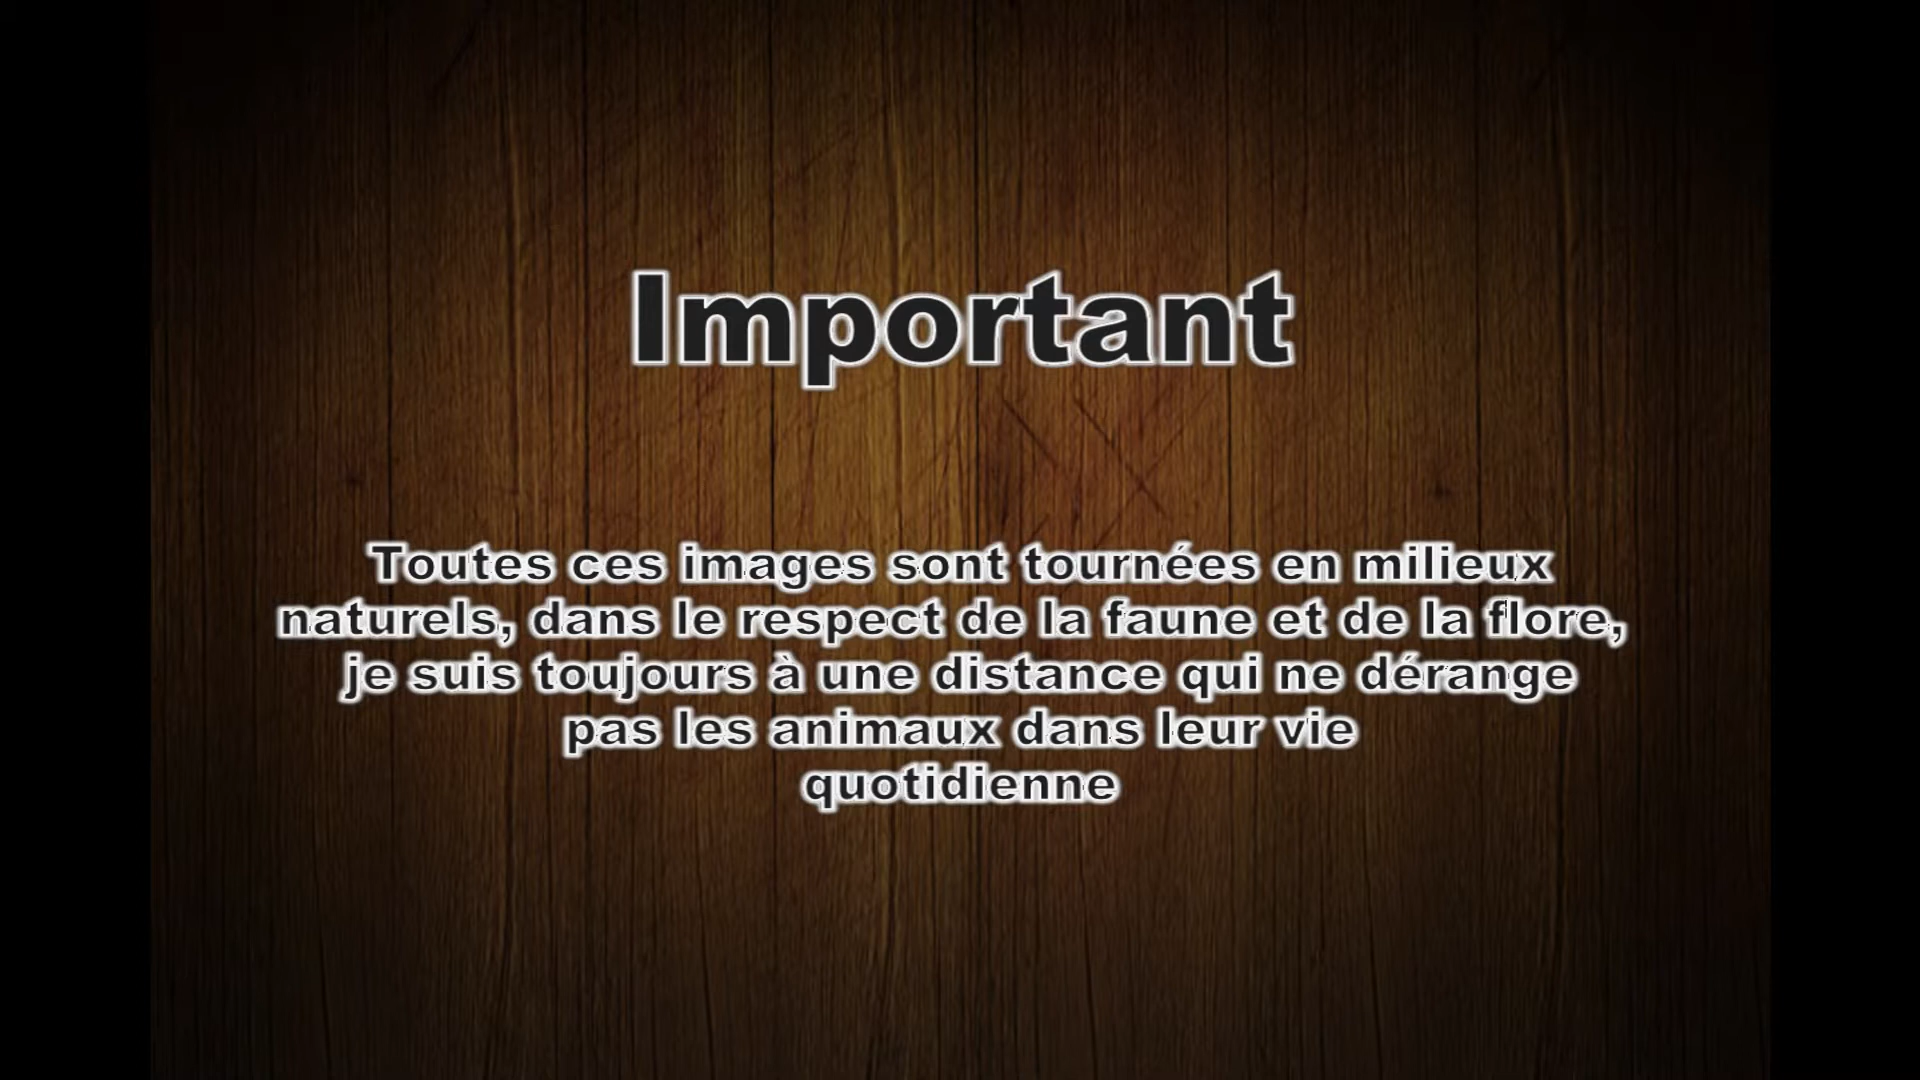 Important
Toutes ces images sont tournées en milieux
naturels, dans le respect de la faune et de la flore,
je suis toujours à une distance qui ne dérange
pas les animaux dans leur vie
quotidienne